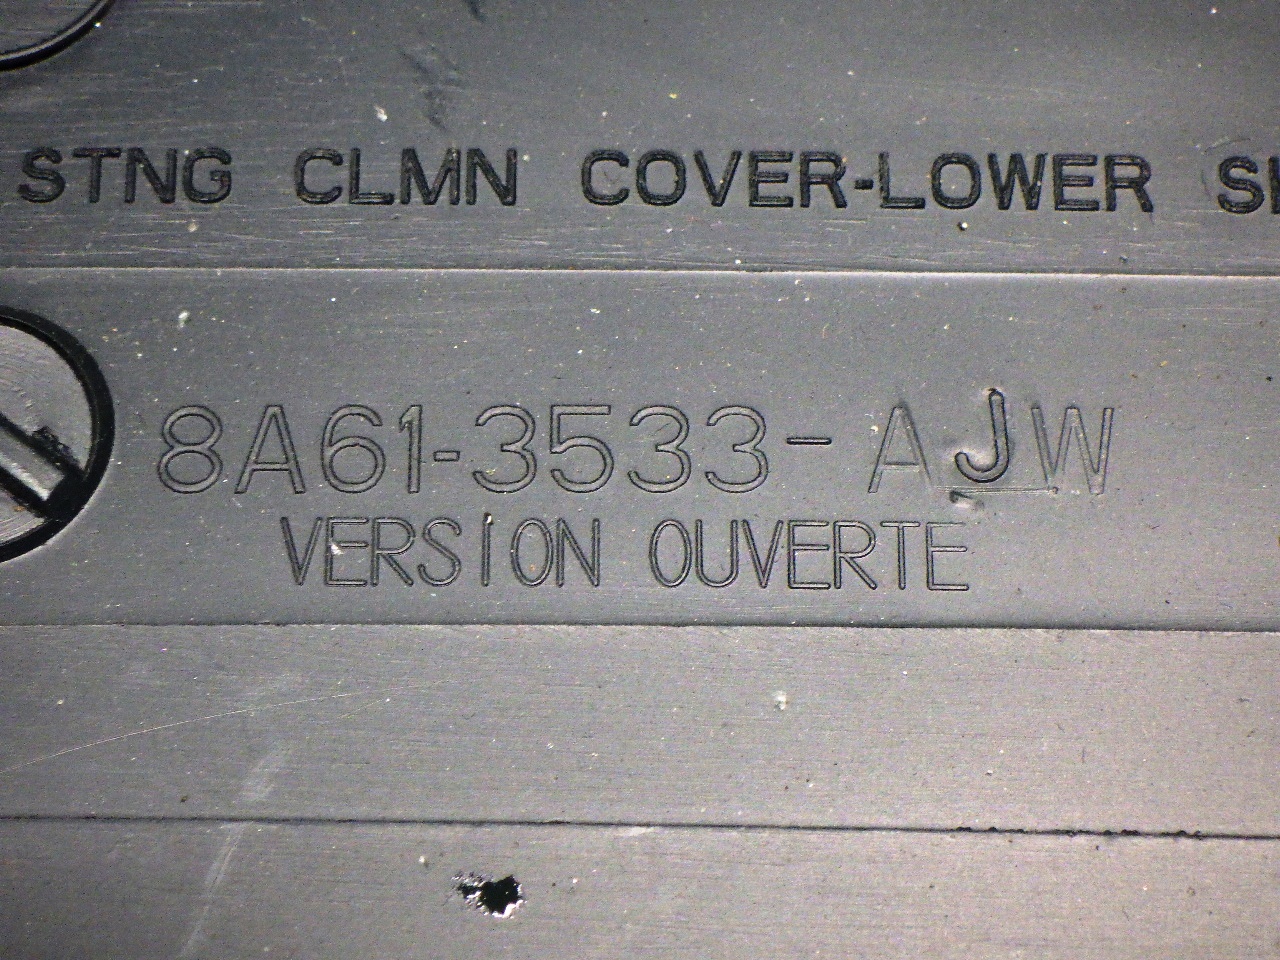 STNG CLMN COVER-LOWER
8A61-3533-AJW
VERSION OUVERTE